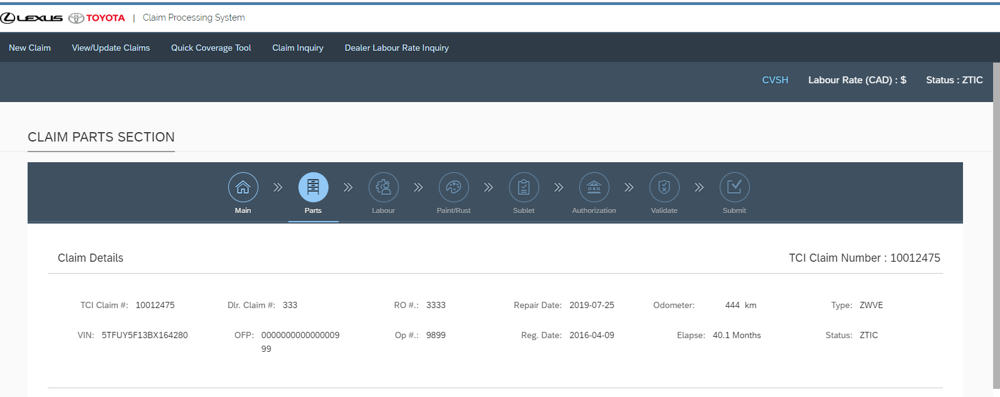 LEXUS TOYOTA | Claim Processing System
New Claim View/Update Claims Quick Coverage Tool Claim Inquiry Dealer Labour Rate Inquiry
CVSH Labour Rate (CAD) : $ Status : ZTIC
CLAIM PARTS SECTION
Main Parts Labour Paint/Rust Sublet Authorization Validate Submit
Claim Details TCI Claim Number : 10012475
TCI Claim #: 10012475 Dlr. Claim #: 333 RO #.: 3333 Repair Date: 2019-07-25 Odometer: 444 km Type: ZWVE
VIN: 5TFUY5F13BX164280 OFP: 0000000000000009 Op #.: 9899 Reg. Date: 2016-04-09 Elapse: 40.1 Months Status: ZTIC
99